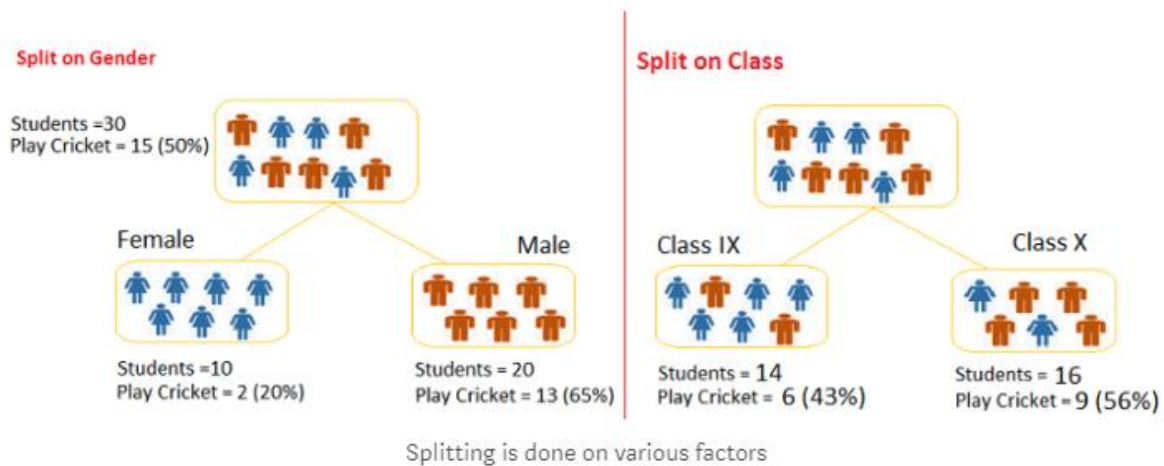 Split on Gender
Students =30
Play Cricket = 15 (50%)
Female
Male
Students =10
Play Cricket = 2 (20%)
Students = 20
Play Cricket = 13 (65%)
Split on Class
Class IX
Class X
Students = 14
Play Cricket = 6 (43%)
Students = 16
Play Cricket = 9 (56%)
Splitting is done on various factors